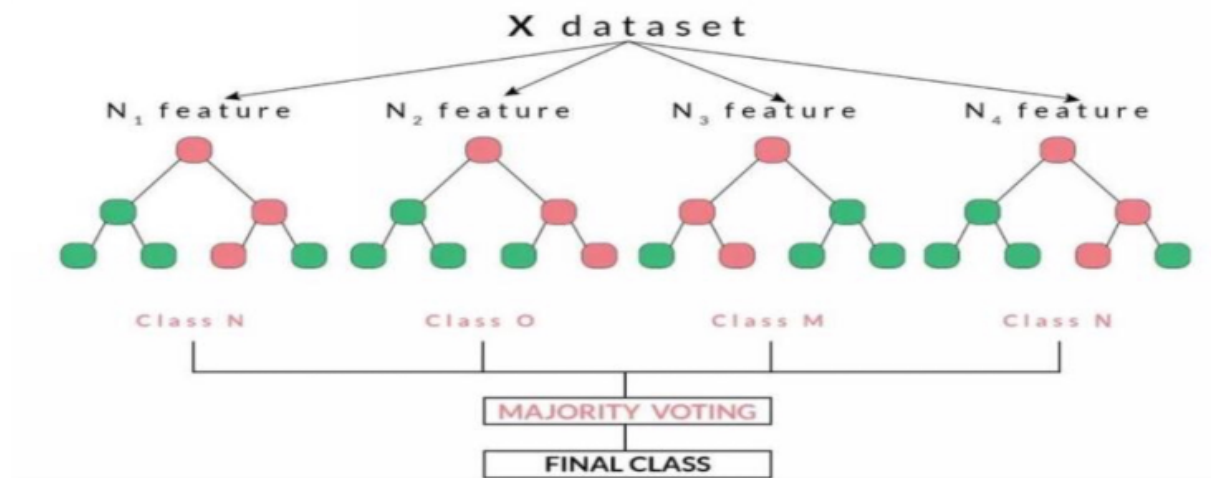 X dataset
N1 feature N2 feature N3 feature N4 feature
Class N Class O Class M Class N
MAJORITY VOTING
FINAL CLASS